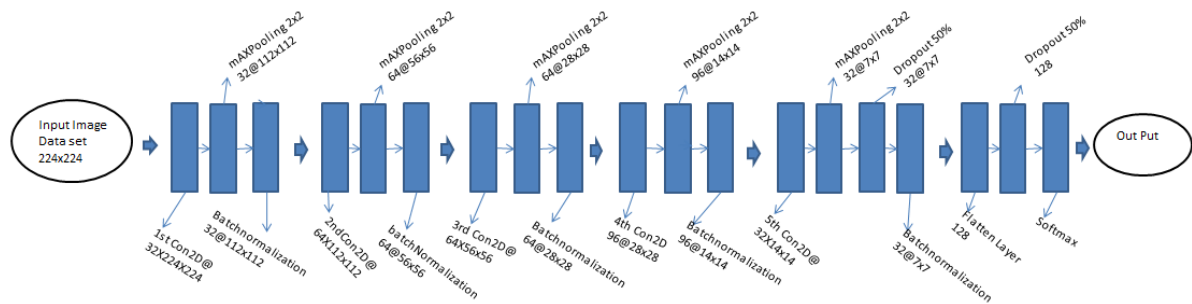 Input Image
Data set
224x224
mAXPooling 2x2
32@112x112
1st Con2D@
32X224x224
Batchnormalization
32@112x112
mAXPooling 2x2
64@56x56
2ndCon2D@
64X112x112
batchNormalization
64@56x56
mAXPooling 2x2
64@28x28
3rd Con2D@
64X56x56
Batchnormalization
64@28x28
mAXPooling 2x2
96@14x14
4th Con2D
96@28x28
Batchnormalization
96@14x14
mAXPooling 2x2
32@7x7
Dropout 50%
32@7x7
5th Con2D@
32X14x14
Batchnormalization
32@7x7
Dropout 50%
128
Flatten Layer
128
Softmax
Out Put